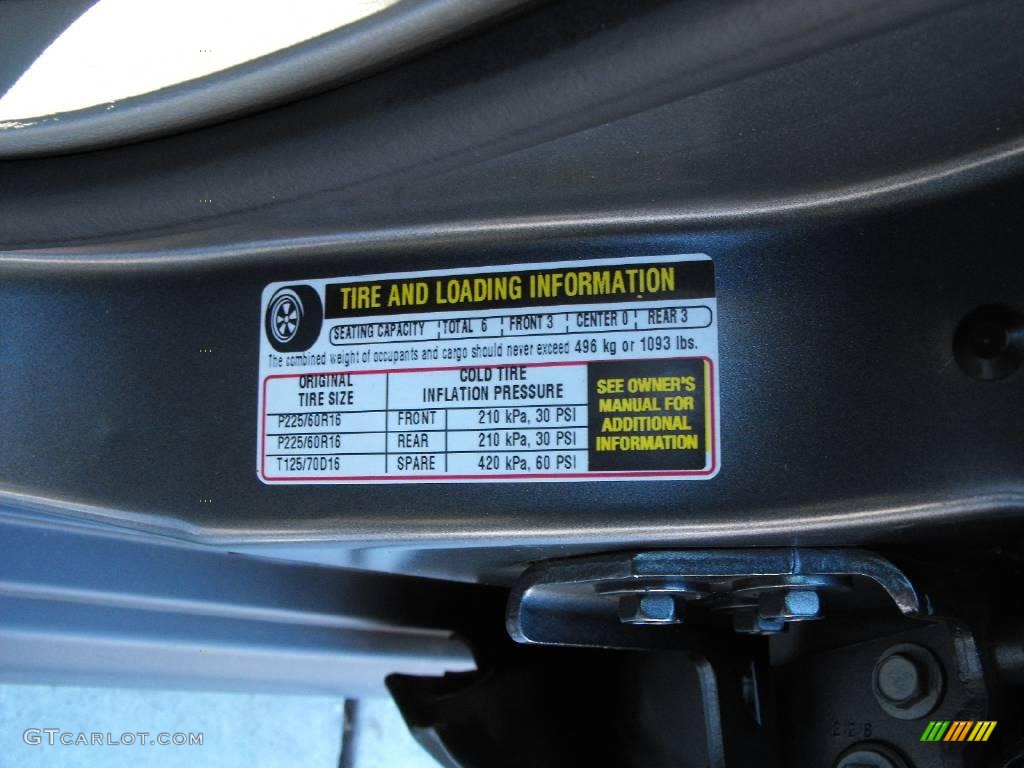 TIRE AND LOADING INFORMATION
SEATING CAPACITY TOTAL 6 FRONT 3 CENTER 0 REAR 3
The combined weight of occupants and cargo should never exceed 496 kg or 1093 lbs.
ORIGINAL TIRE SIZE
COLD TIRE INFLATION PRESSURE
P225/60R16 FRONT 210 kPa, 30 PSI
P225/60R16 REAR 210 kPa, 30 PSI
T125/70D16 SPARE 420 kPa, 60 PSI
SEE OWNER'S
MANUAL FOR
ADDITIONAL
INFORMATION
GTCARLOT.COM